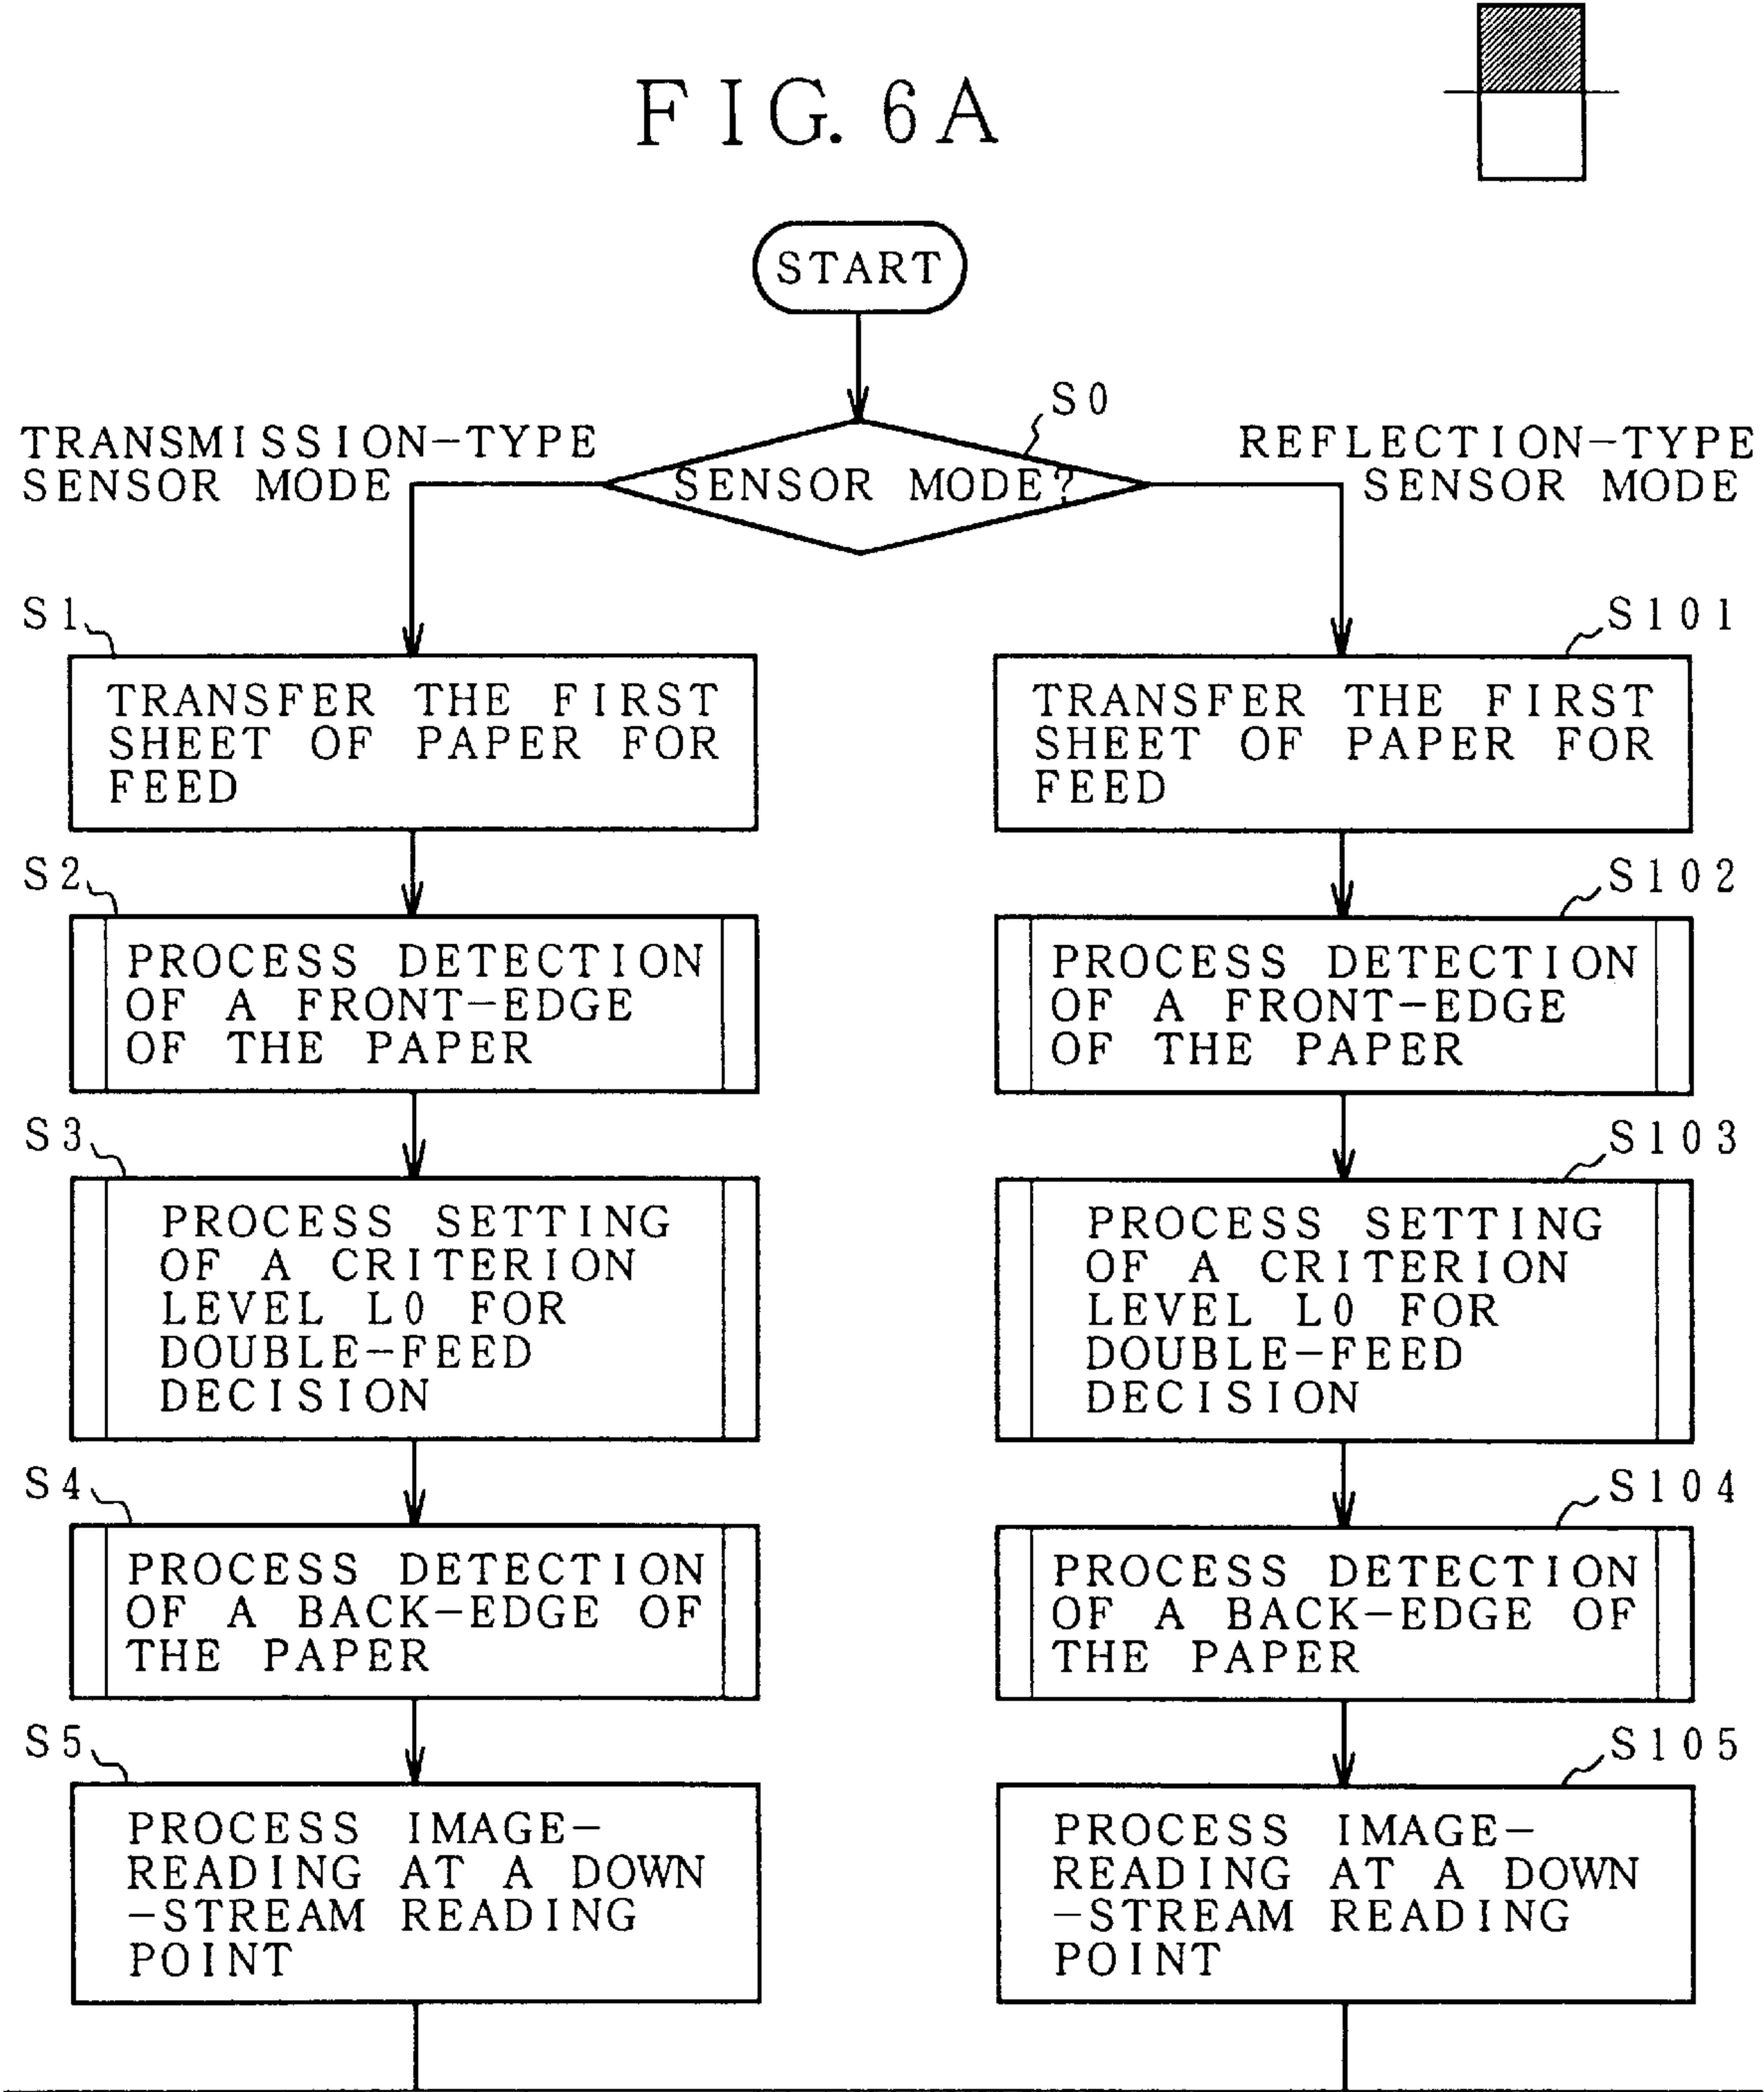 FIG. 6A
START
S0
TRANSMISSION-TYPE
SENSOR MODE
SENSOR MODE?
REFLECTION-TYPE
SENSOR MODE
S1
TRANSFER THE FIRST
SHEET OF PAPER FOR
FEED
S2
PROCESS DETECTION
OF A FRONT-EDGE
OF THE PAPER
S3
PROCESS SETTING
OF A CRITERION
LEVEL L0 FOR
DOUBLE-FEED
DECISION
S4
PROCESS DETECTION
OF A BACK-EDGE OF
THE PAPER
S5
PROCESS IMAGE-
READING AT A DOWN
-STREAM READING
POINT
S101
TRANSFER THE FIRST
SHEET OF PAPER FOR
FEED
S102
PROCESS DETECTION
OF A FRONT-EDGE
OF THE PAPER
S103
PROCESS SETTING
OF A CRITERION
LEVEL L0 FOR
DOUBLE-FEED
DECISION
S104
PROCESS DETECTION
OF A BACK-EDGE OF
THE PAPER
S105
PROCESS IMAGE-
READING AT A DOWN
-STREAM READING
POINT